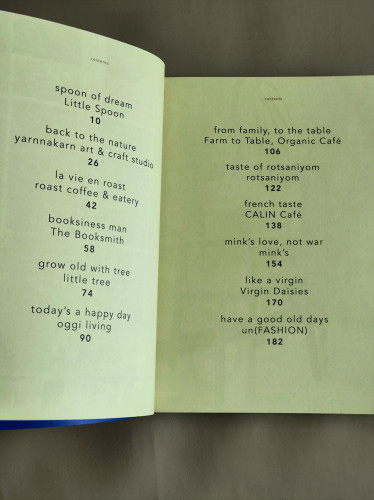 contents
spoon of dream
Little Spoon
10
back to the nature
yarnnakarn art & craft studio
26
la vie en roast
roast coffee & eatery
42
booksiness man
The Booksmith
58
grow old with tree
little tree
74
today's a happy day
oggi living
90
contents
from family, to the table
Farm to Table, Organic Café
106
taste of rotsaniyom
rotsaniyom
122
french taste
CALIN Café
138
mink's love, not war
mink's
154
like a virgin
Virgin Daisies
170
have a good old days
un(FASHION)
182